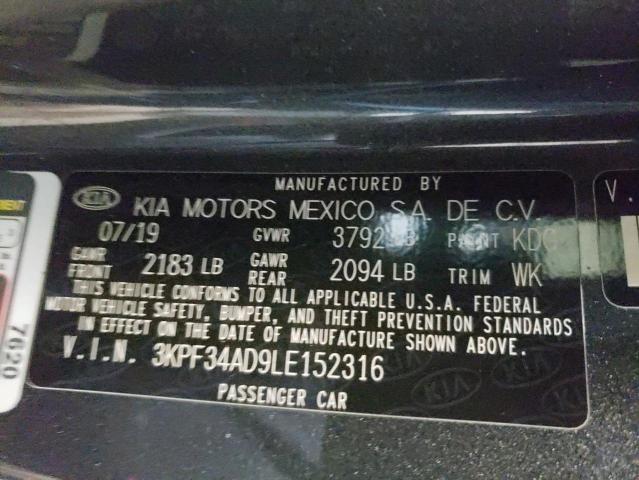 MANUFACTURED BY
KIA KIA MOTORS MEXICO S.A. DE C.V.
07/19 GVWR PAINT KDC
GAWR FRONT 2183 LB GAWR REAR 2094 LB TRIM WK
THIS VEHICLE CONFORMS TO ALL APPLICABLE U.S.A. FEDERAL
MOTOR VEHICLE SAFETY, BUMPER, AND THEFT PREVENTION STANDARDS
IN EFFECT ON THE DATE OF MANUFACTURE SHOWN ABOVE.
V.I.N. 3KPF34AD9LE152316
PASSENGER CAR
7620
V.